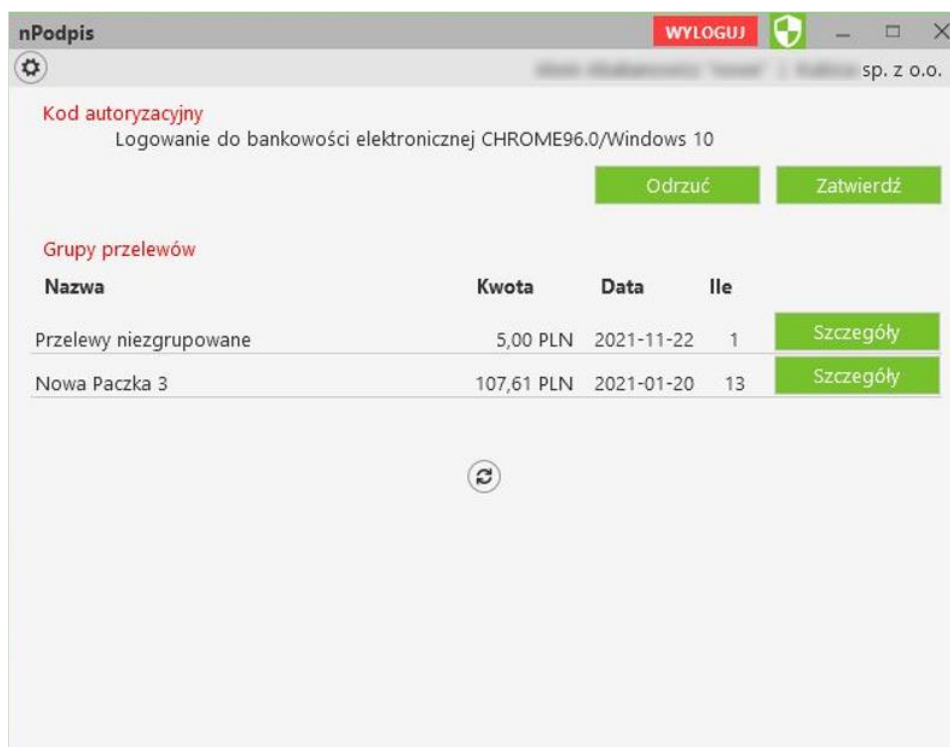 nPodpis WYLOGUJ
sp. z o.o.
Kod autoryzacyjny
Logowanie do bankowości elektronicznej CHROME96.0/Windows 10
Odrzuć Zatwierdź
Grupy przelewów
Nazwa Kwota Data Ile
Przelewy niezgrupowane 5,00 PLN 2021-11-22 1 Szczegóły
Nowa Paczka 3 107,61 PLN 2021-01-20 13 Szczegóły